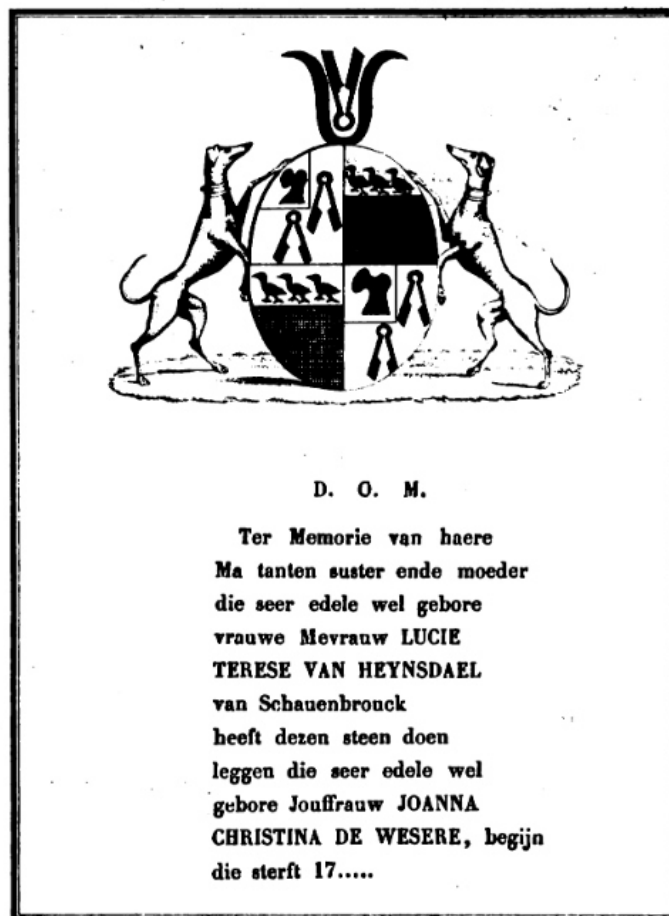 D. O. M.
Ter Memorie van haere
Ma tanten suster ende moeder
die seer edele wel gebore
vrauwe Mevrauw LUCIE
TERESE VAN HEYNSDAEL
van Schauenbrouck
heeft dezen steen doen
leggen die seer edele wel
gebore Jouffrauw JOANNA
CHRISTINA DE WESERE, begijn
die sterft 17.....